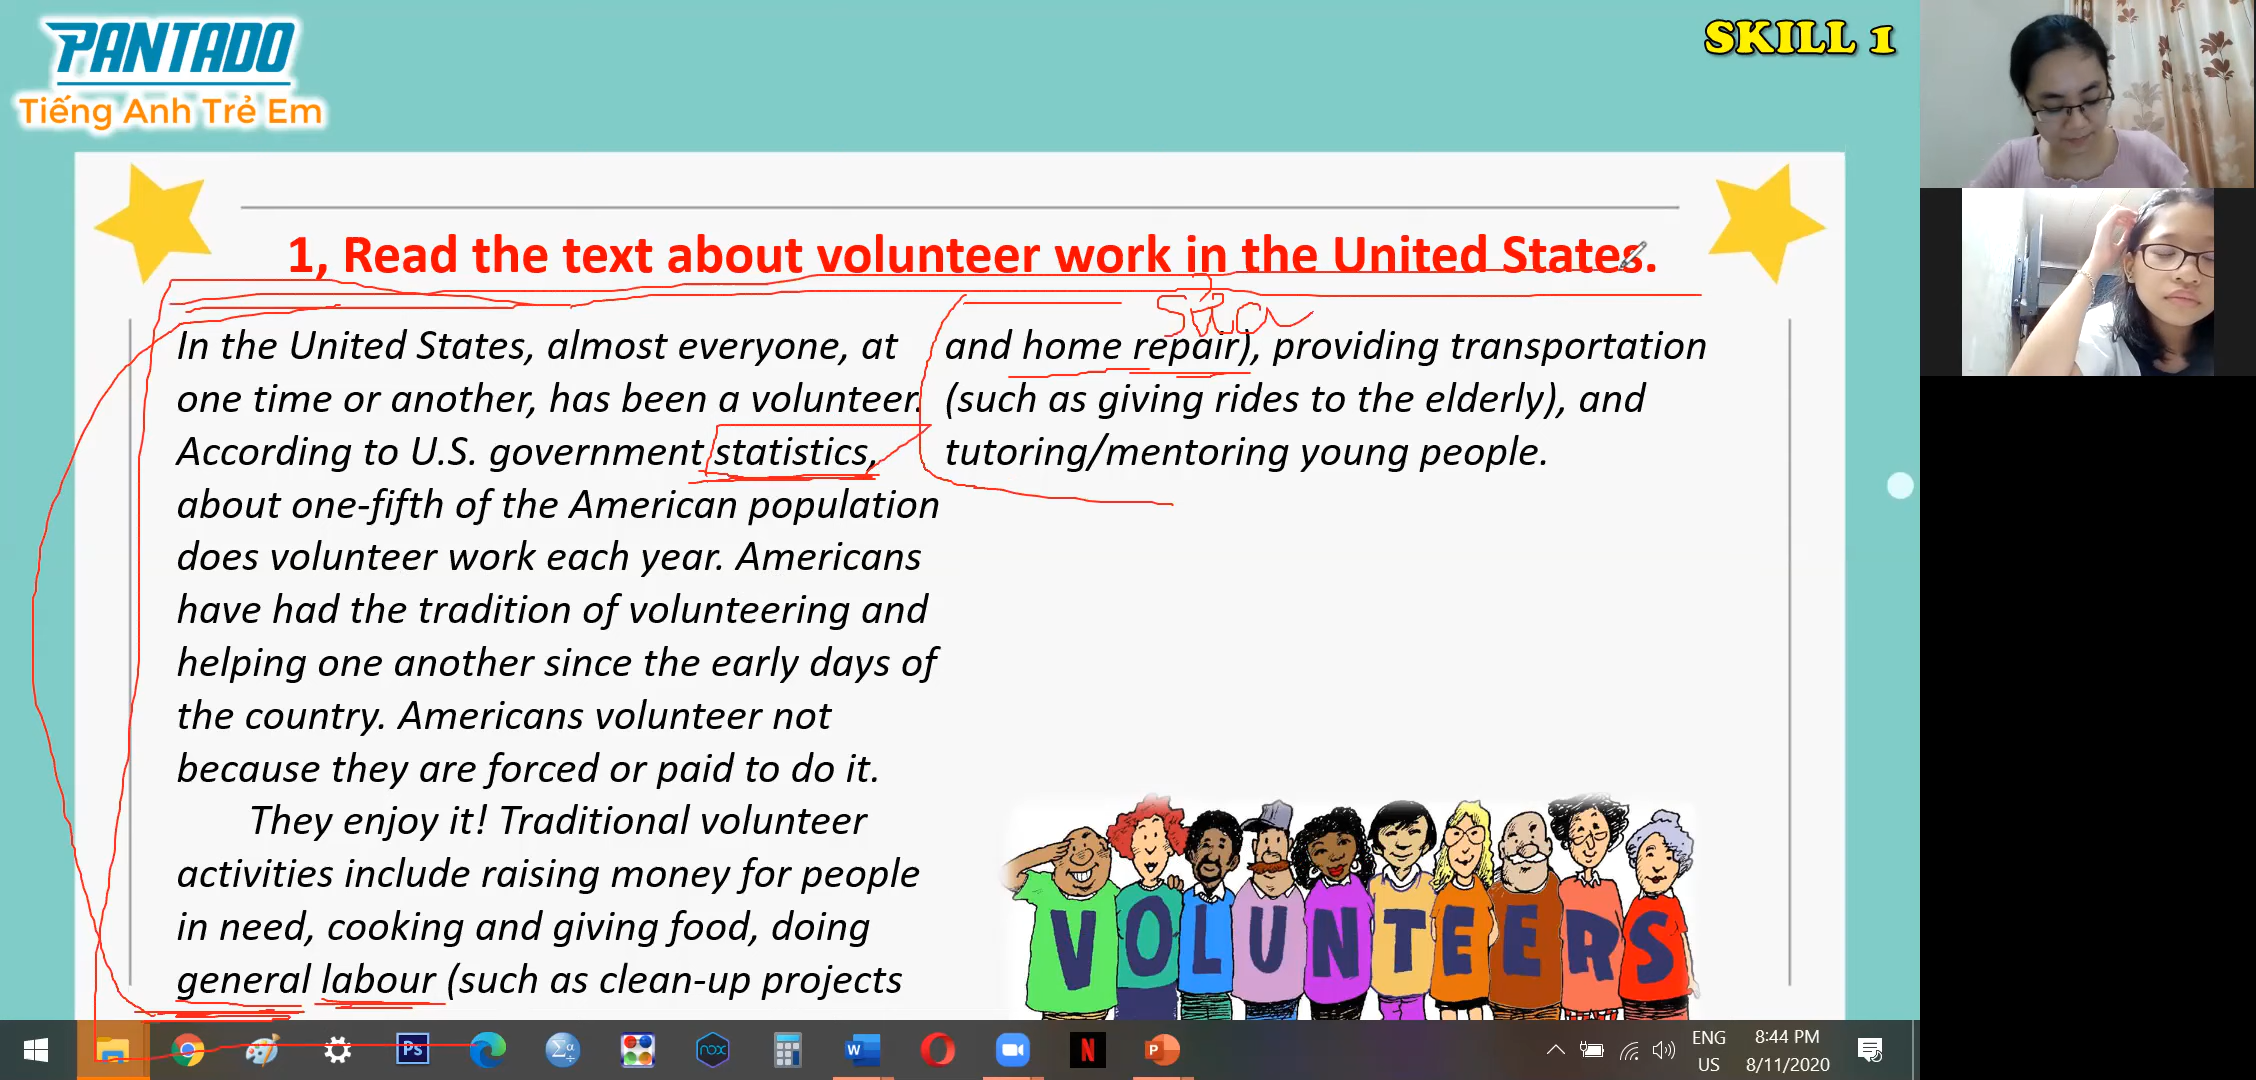 PANTADO
Tiếng Anh Trẻ Em
SKILL 1
1, Read the text about volunteer work in the United States.
In the United States, almost everyone, at
one time or another, has been a volunteer.
According to U.S. government statistics,
about one-fifth of the American population
does volunteer work each year. Americans
have had the tradition of volunteering and
helping one another since the early days of
the country. Americans volunteer not
because they are forced or paid to do it.
They enjoy it! Traditional volunteer
activities include raising money for people
in need, cooking and giving food, doing
general labour (such as clean-up projects
sta
and home repair), providing transportation
(such as giving rides to the elderly), and
tutoring/mentoring young people.
VOLUNTEERS
Ps
Σα
nox
W
N
P
ENG
US
8:44 PM
8/11/2020